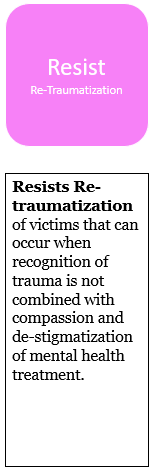 Resist
Re-Traumatization
Resists Re-
traumatization
of victims that can
occur when
recognition of
trauma is not
combined with
compassion and
de-stigmatization
of mental health
treatment.